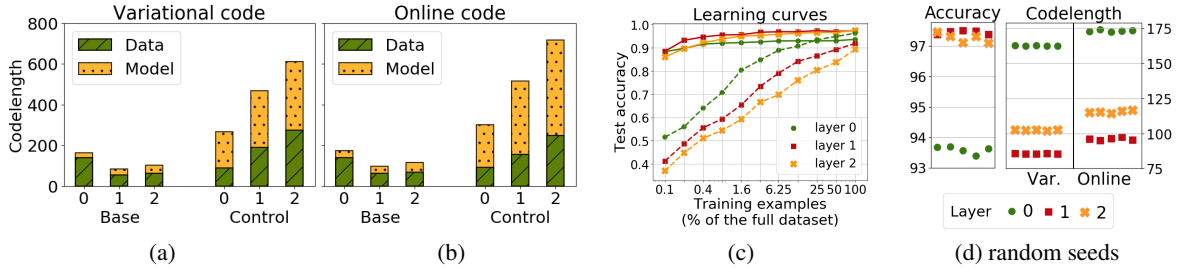 Variational code
Codelength
800
600
400
200
0
Data
Model
0 1 2 0 1 2
Base Control
(a)
Online code
Data
Model
0 1 2 0 1 2
Base Control
(b)
Learning curves
Test accuracy
1.0
0.9
0.8
0.7
0.6
0.5
0.4
layer 0
layer 1
layer 2
0.1 0.4 1.6 6.25 25 50 100
Training examples
(% of the full dataset)
(c)
Accuracy Codelength
97
96
95
94
93
175
150
125
100
75
Var. Online
Layer 0 1 2
(d) random seeds